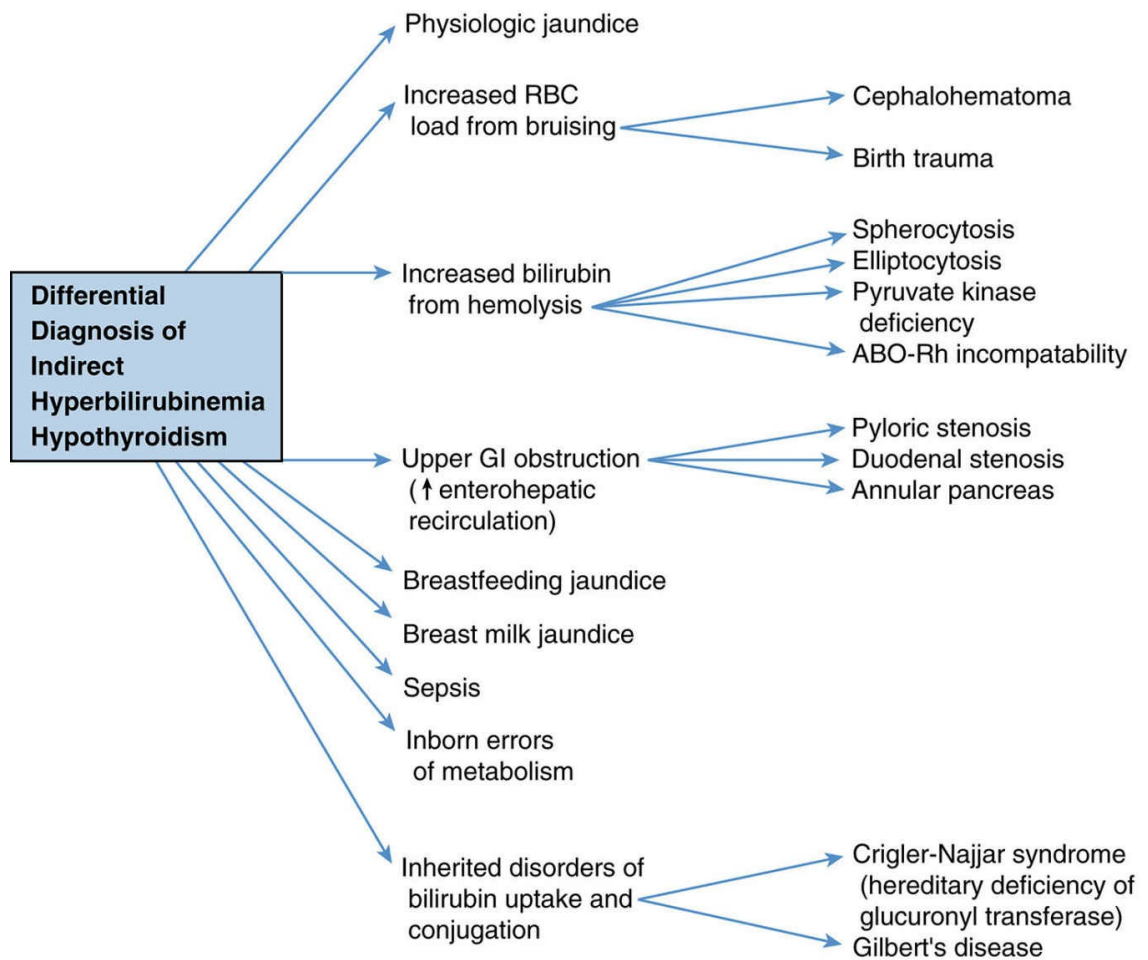 Physiologic jaundice
Increased RBC
load from bruising
Cephalohematoma
Birth trauma
Increased bilirubin
from hemolysis
Spherocytosis
Elliptocytosis
Pyruvate kinase
deficiency
ABO-Rh incompatability
Differential
Diagnosis of
Indirect
Hyperbilirubinemia
Hypothyroidism
Upper GI obstruction
(↑ enterohepatic
recirculation)
Pyloric stenosis
Duodenal stenosis
Annular pancreas
Breastfeeding jaundice
Breast milk jaundice
Sepsis
Inborn errors
of metabolism
Inherited disorders of
bilirubin uptake and
conjugation
Crigler-Najjar syndrome
(hereditary deficiency of
glucuronyl transferase)
Gilbert's disease